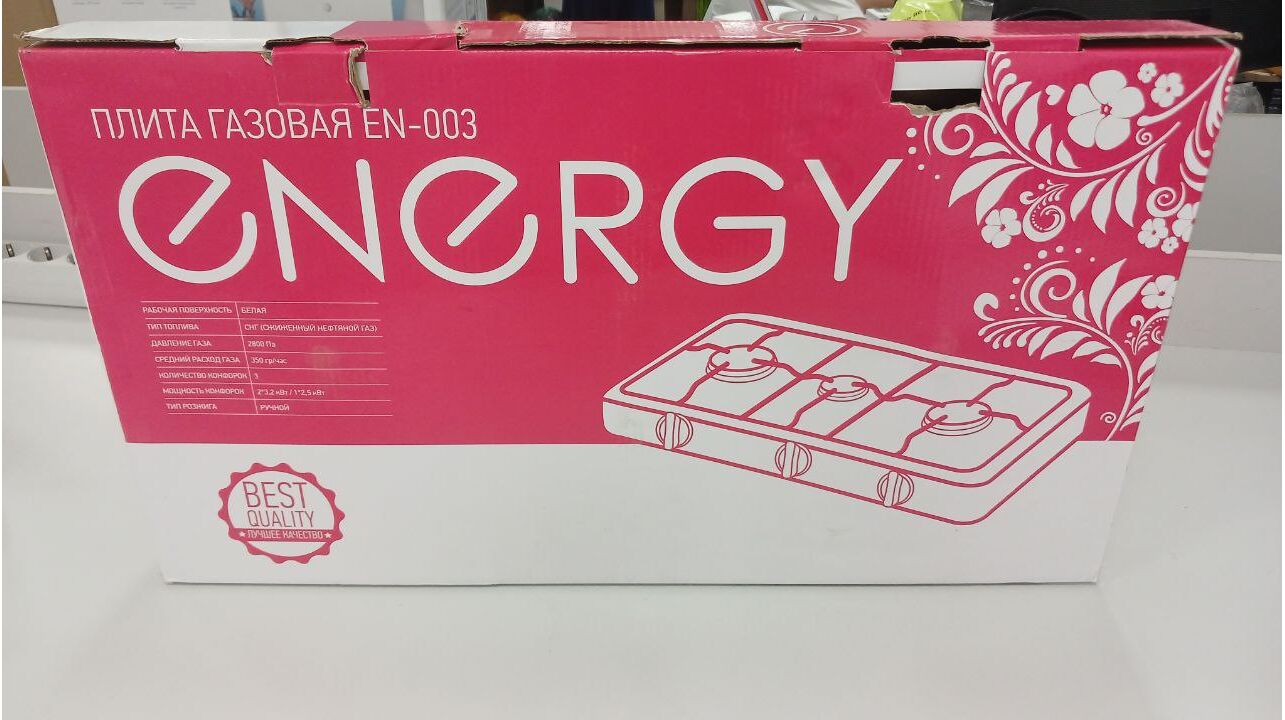 ПЛИТА ГАЗОВАЯ EN-003
eNeRGY
РАБОЧАЯ ПОВЕРХНОСТЬ БЕЛАЯ
ТИП ТОПЛИВА СНГ (СЖИЖЕННЫЙ НЕФТЯНОЙ ГАЗ)
ДАВЛЕНИЕ ГАЗА 2800 Па
СРЕДНИЙ РАСХОД ГАЗА 350 гр/час
КОЛИЧЕСТВО КОНФОРОК 3
МОЩНОСТЬ КОНФОРОК 2*3,2 кВт / 1*2,5 кВт
ТИП РОЗЖИГА РУЧНОЙ
BEST
QUALITY
ЛУЧШЕЕ КАЧЕСТВО